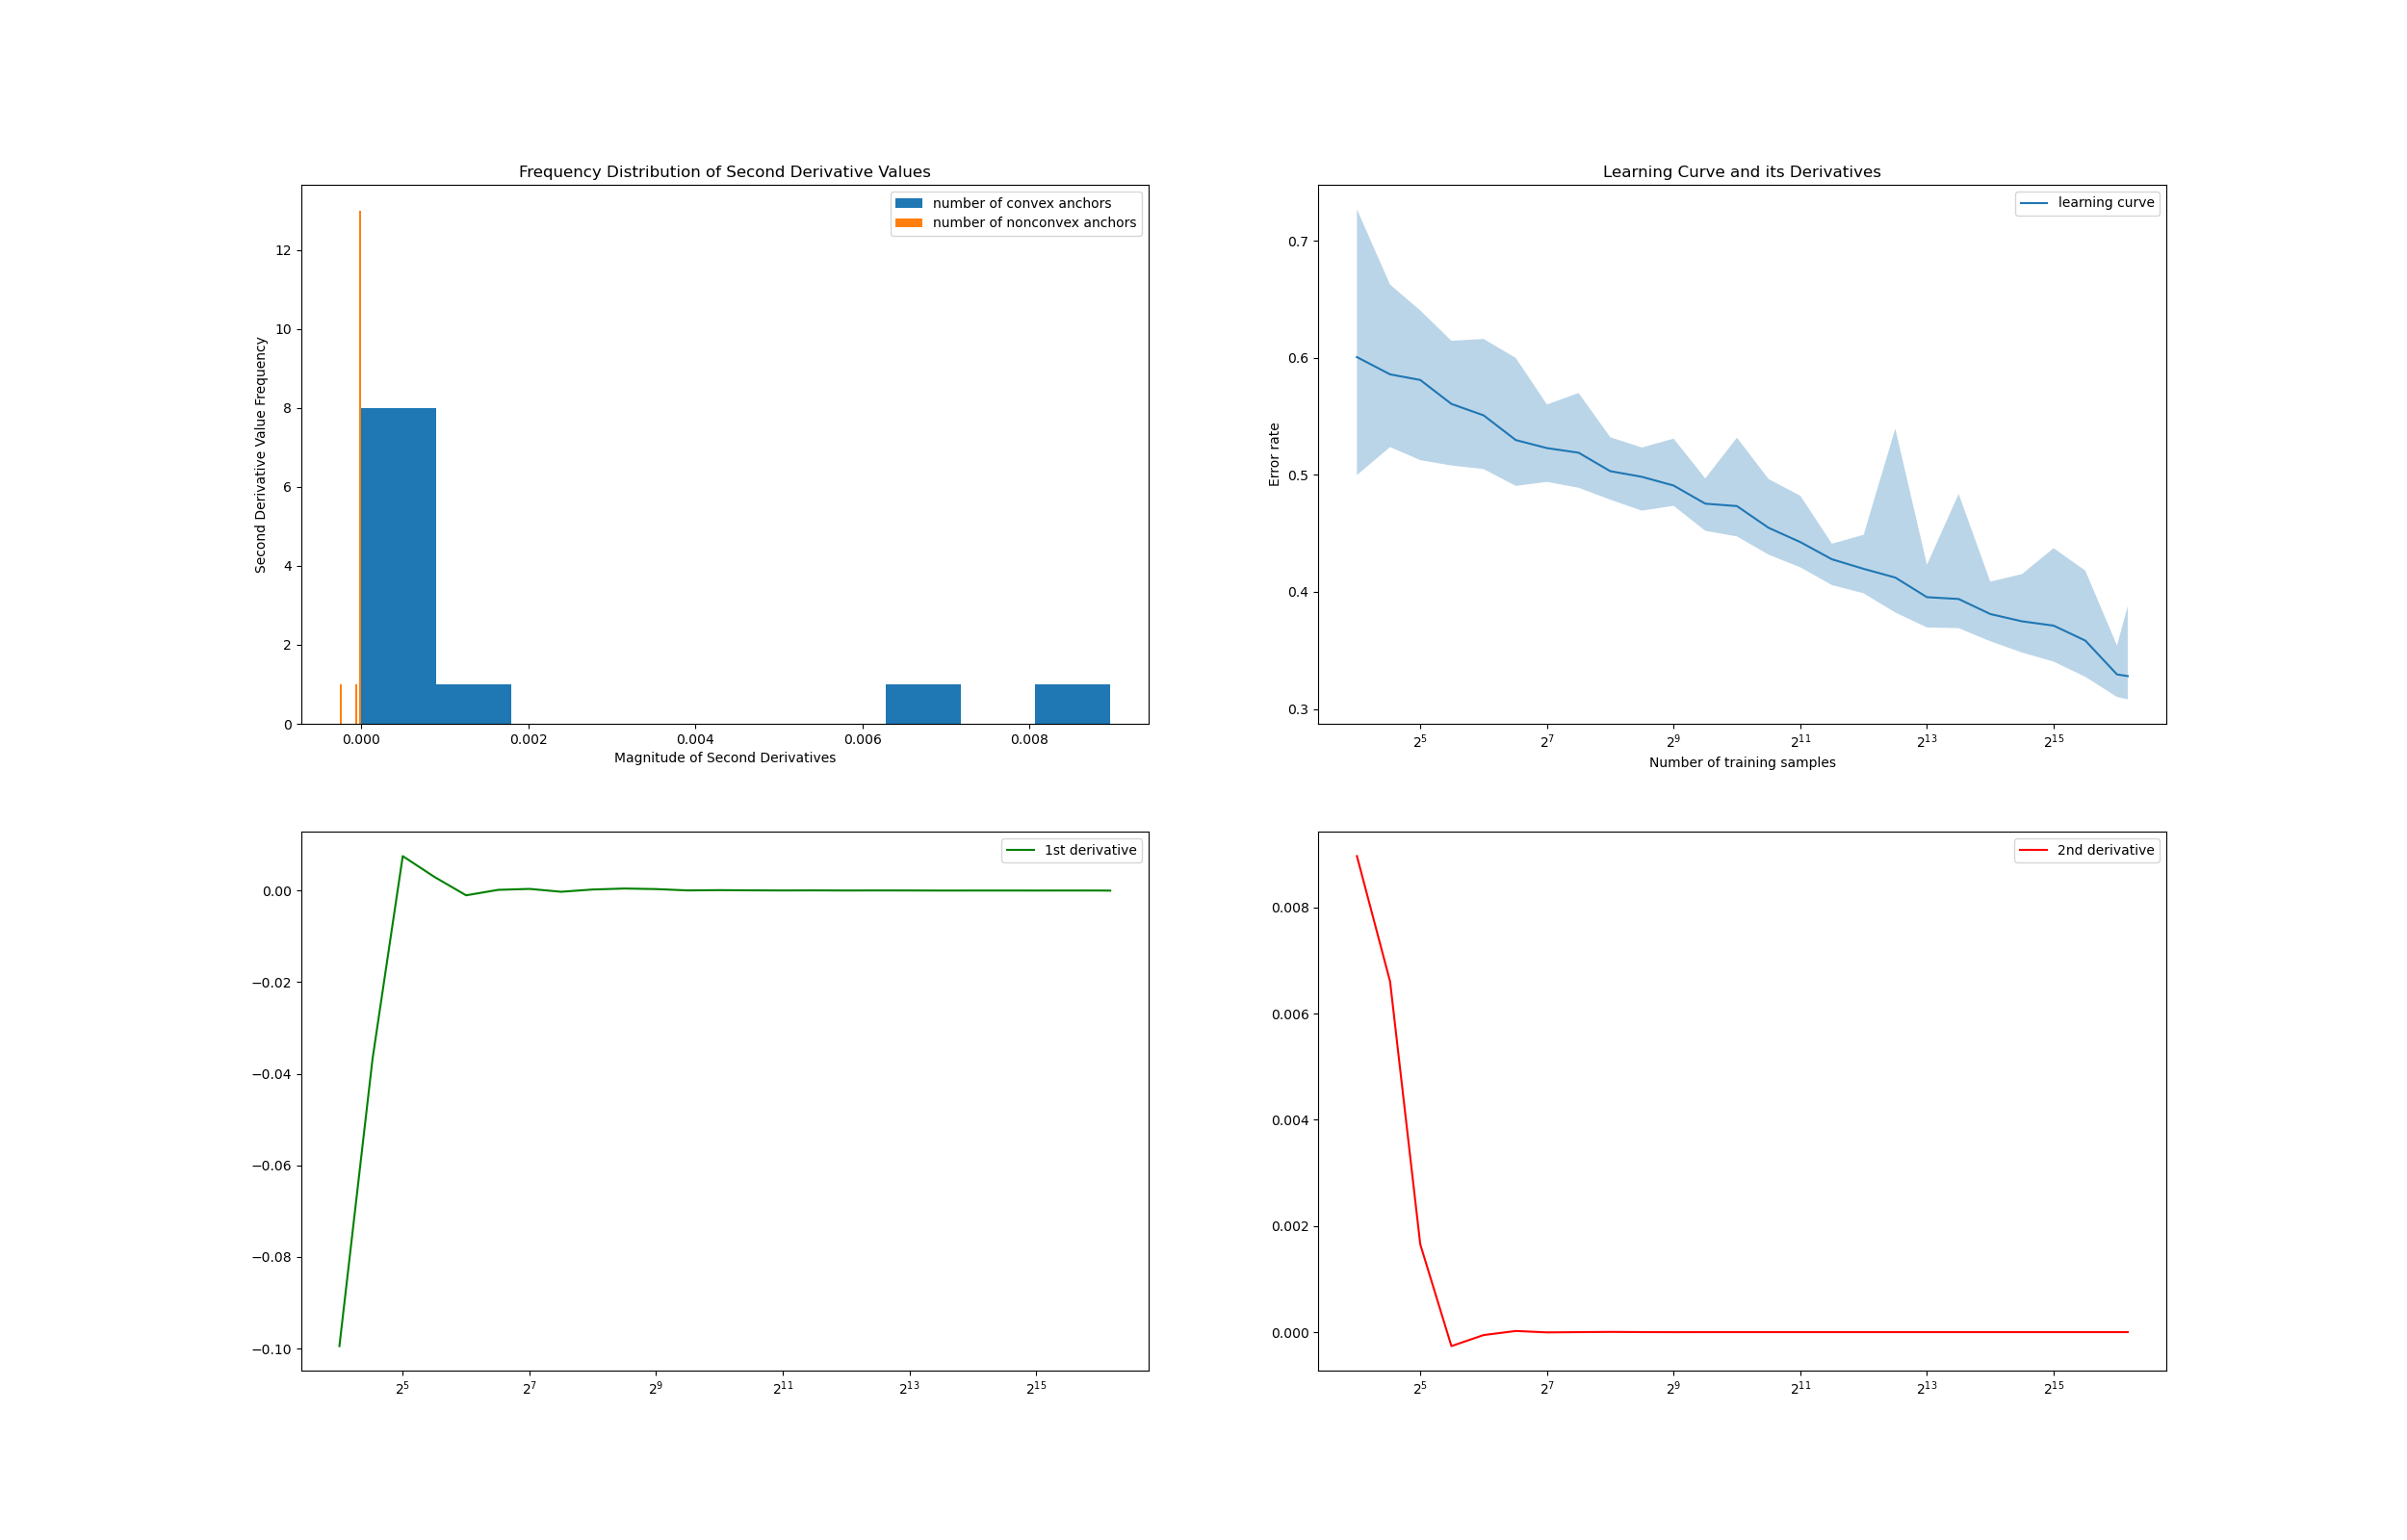 Frequency Distribution of Second Derivative Values
number of convex anchors
number of nonconvex anchors
12
10
8
6
4
2
0
Second Derivative Value Frequency
0.000 0.002 0.004 0.006 0.008
Magnitude of Second Derivatives
Learning Curve and its Derivatives
learning curve
0.7
0.6
0.5
0.4
0.3
Error rate
2^5 2^7 2^9 2^11 2^13 2^15
Number of training samples
1st derivative
0.00
−0.02
−0.04
−0.06
−0.08
−0.10
2^5 2^7 2^9 2^11 2^13 2^15
2nd derivative
0.008
0.006
0.004
0.002
0.000
2^5 2^7 2^9 2^11 2^13 2^15